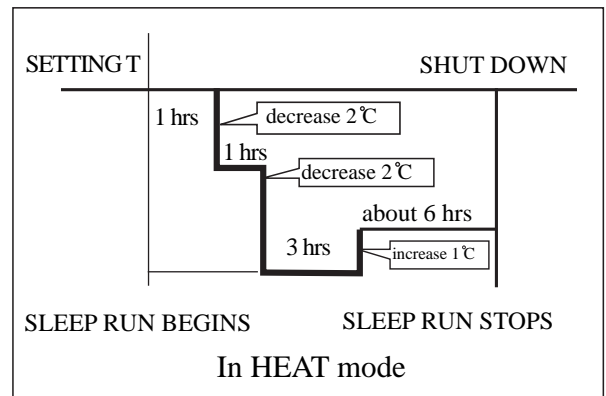 SETTING T
SHUT DOWN
1 hrs
decrease 2℃
1 hrs
decrease 2℃
about 6 hrs
3 hrs
increase 1℃
SLEEP RUN BEGINS
SLEEP RUN STOPS
In HEAT mode